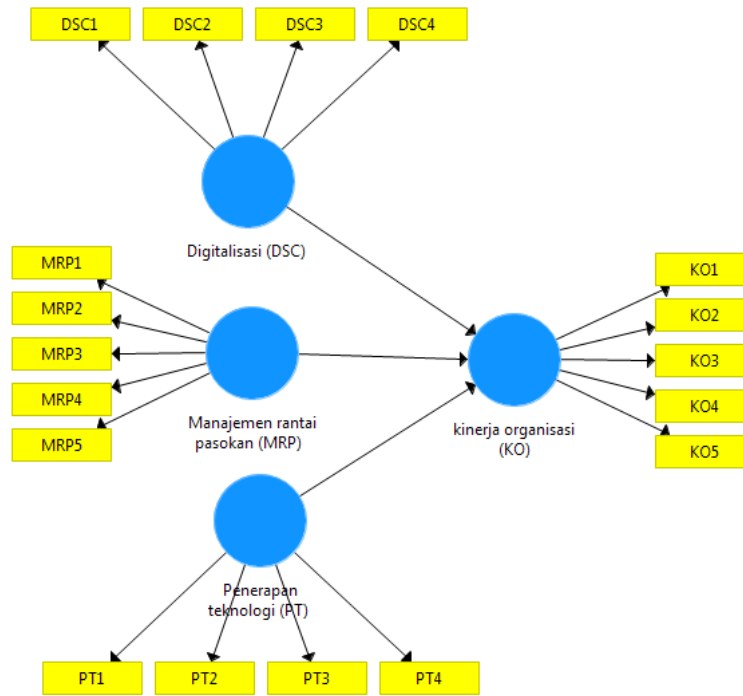 DSC1
DSC2
DSC3
DSC4
Digitalisasi (DSC)
MRP1
MRP2
MRP3
MRP4
MRP5
Manajemen rantai
pasokan (MRP)
KO1
KO2
KO3
KO4
KO5
kinerja organisasi
(KO)
Penerapan
teknologi (PT)
PT1
PT2
PT3
PT4